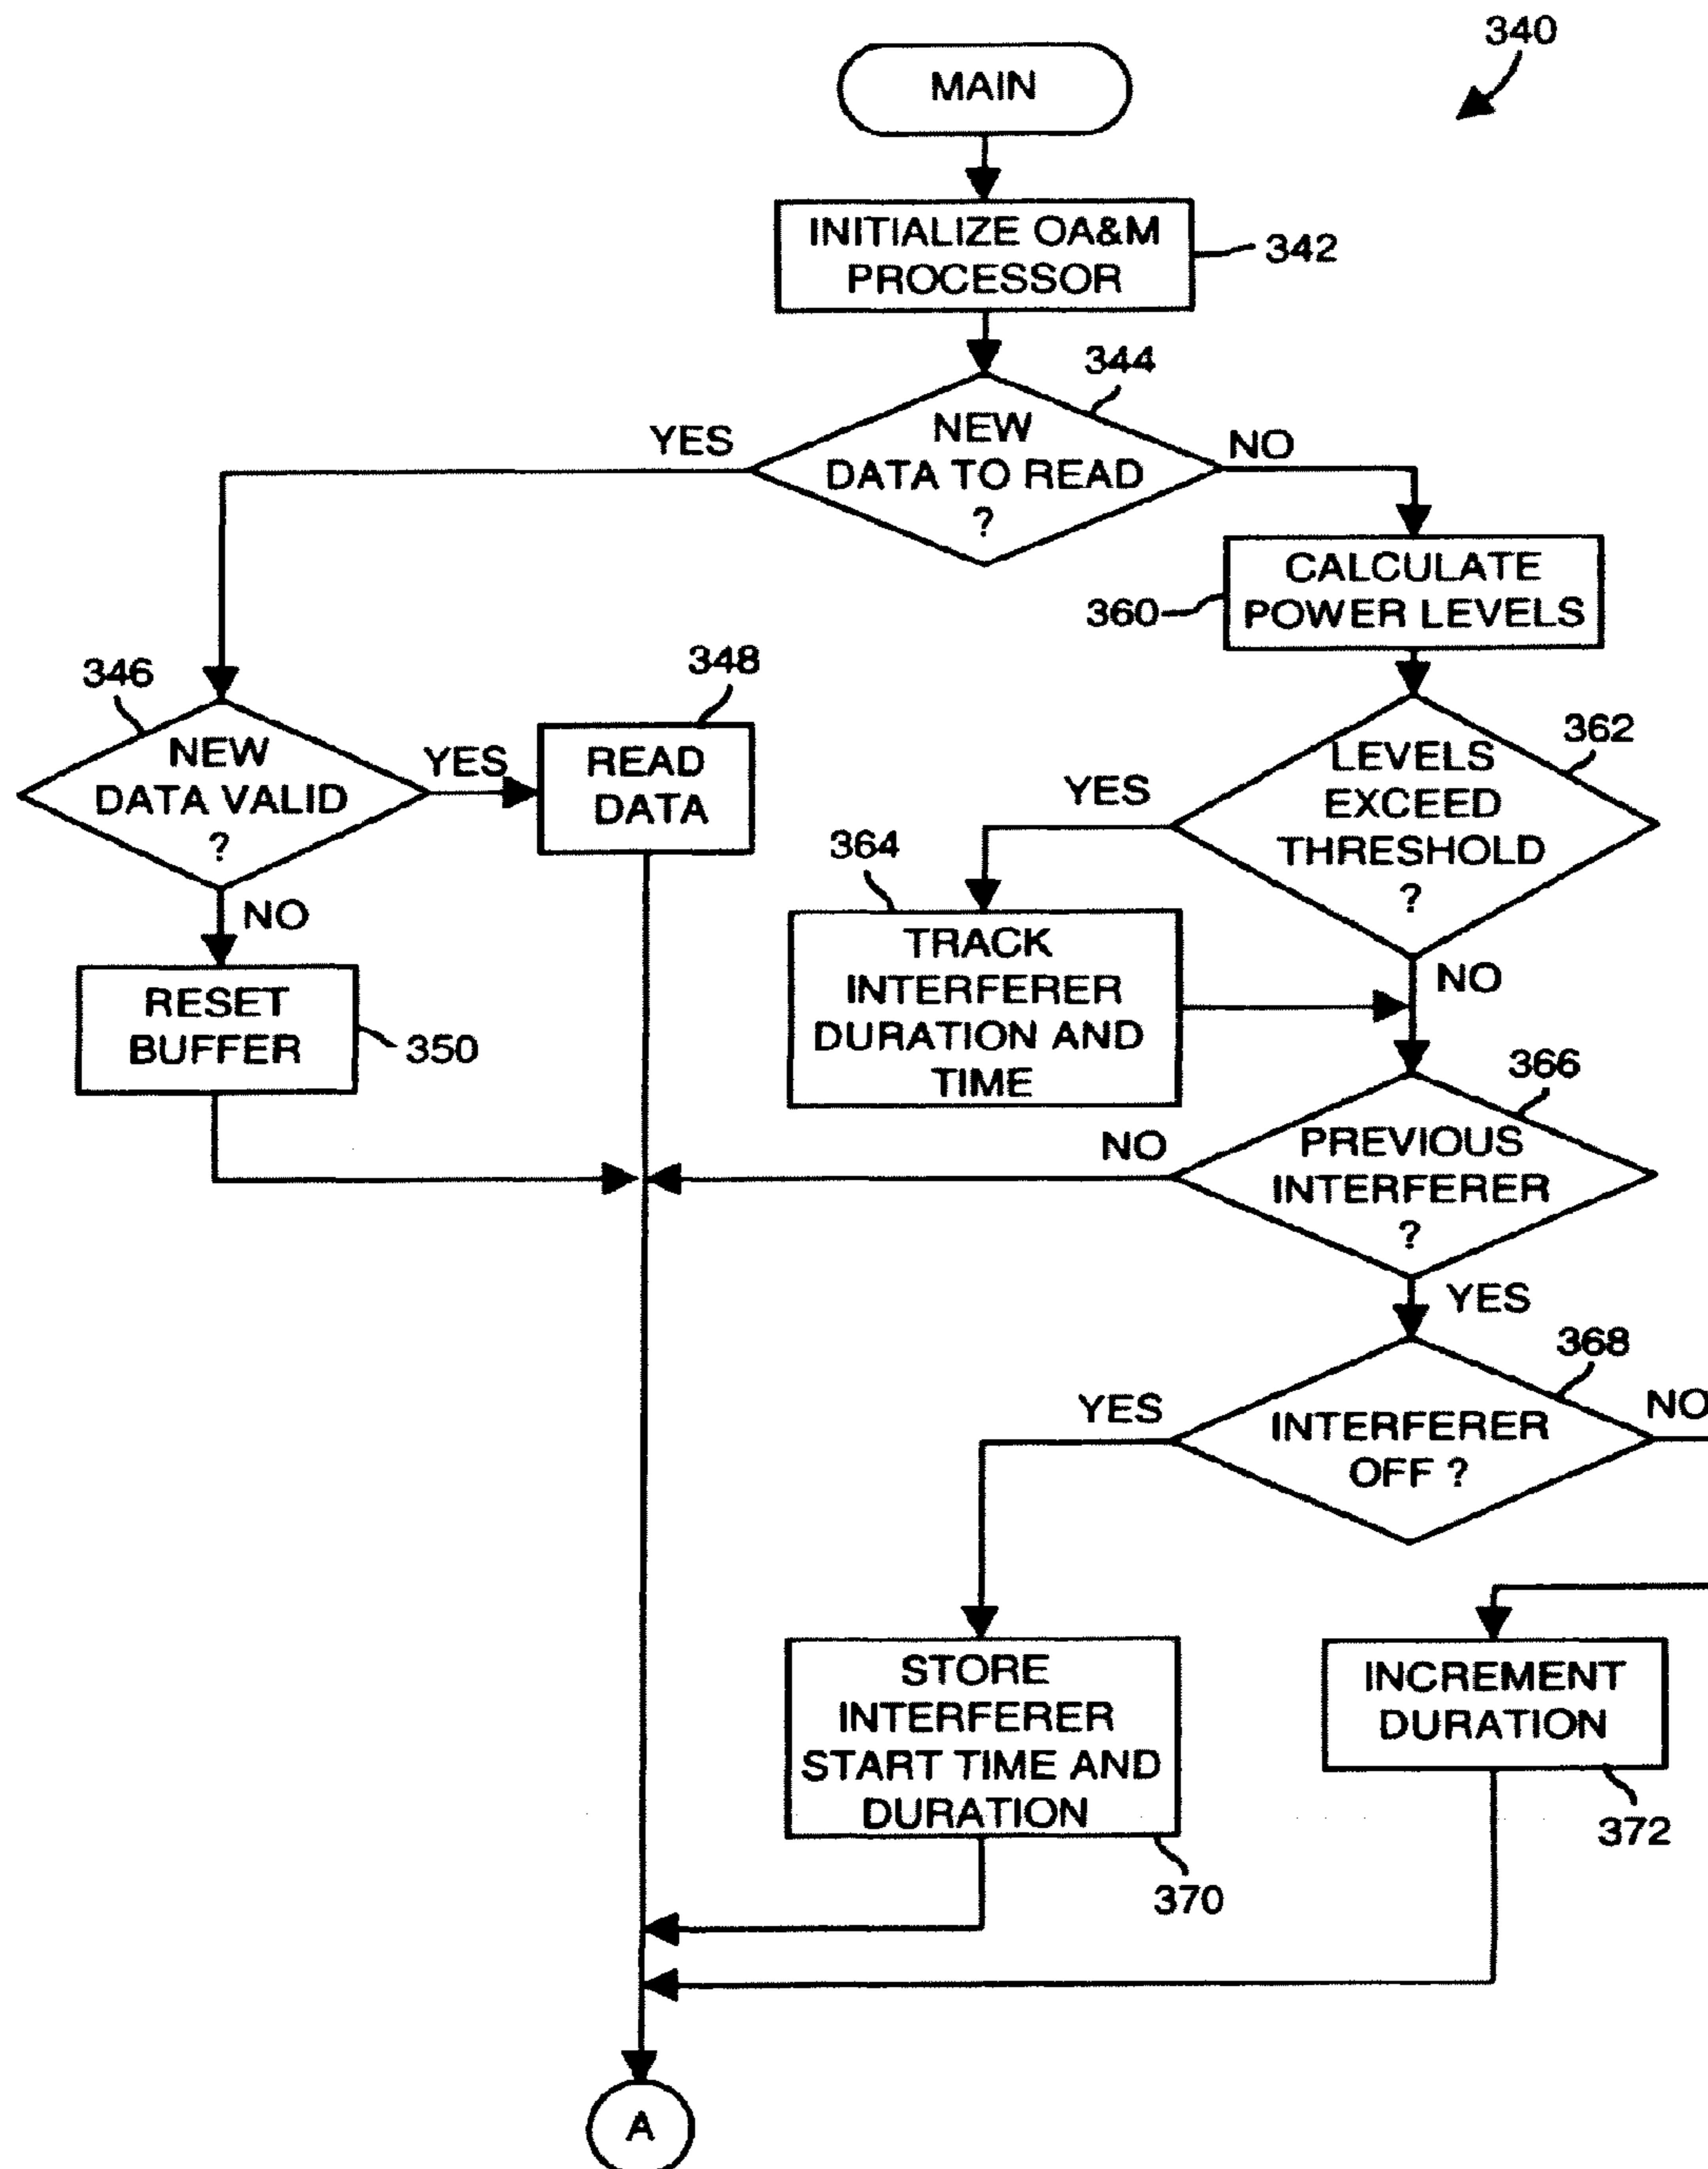 340
MAIN
INITIALIZE OA&M
PROCESSOR
342
344
NEW
DATA TO READ
?
YES
NO
CALCULATE
POWER LEVELS
360
346
NEW
DATA VALID
?
YES
348
READ
DATA
362
LEVELS
EXCEED
THRESHOLD
?
YES
NO
364
TRACK
INTERFERER
DURATION AND
TIME
NO
RESET
BUFFER
350
366
PREVIOUS
INTERFERER
?
NO
YES
368
INTERFERER
OFF ?
YES
NO
STORE
INTERFERER
START TIME AND
DURATION
370
INCREMENT
DURATION
372
A